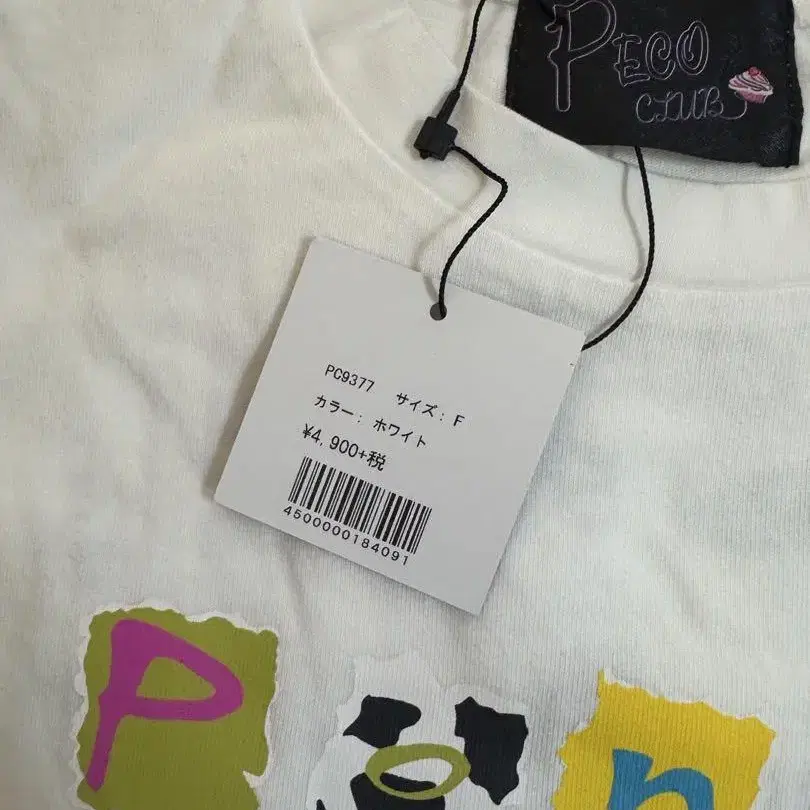 PECO
CLUB
PC9377 サイズ: F
カラー: ホワイト
¥4,900+税
4500000184091
P o n